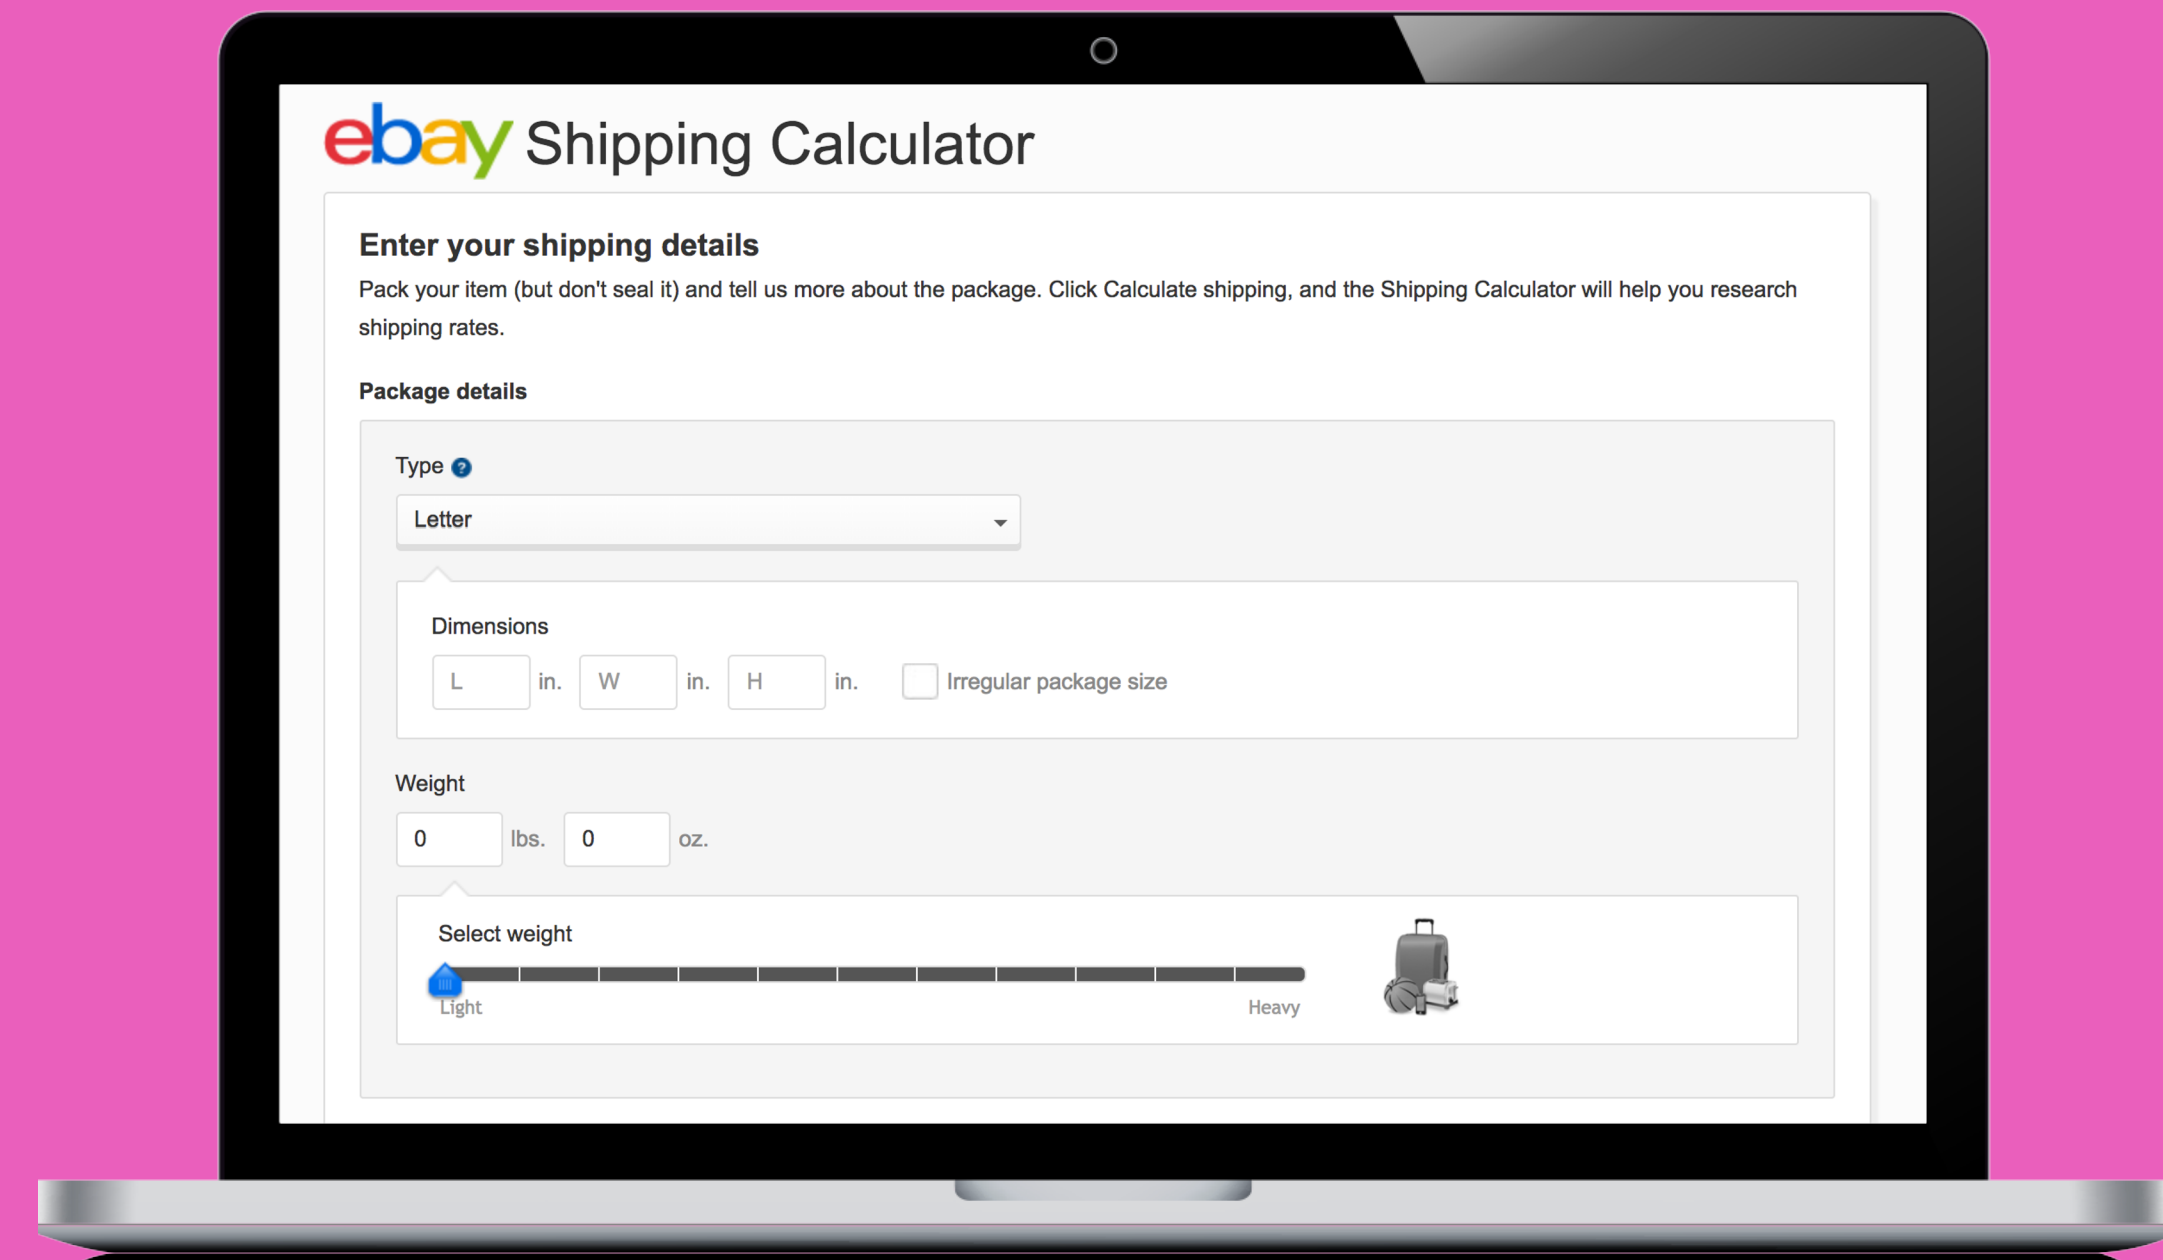 ebay Shipping Calculator
Enter your shipping details
Pack your item (but don't seal it) and tell us more about the package. Click Calculate shipping, and the Shipping Calculator will help you research
shipping rates.
Package details
Type ?
Letter
Dimensions
L in. W in. H in. Irregular package size
Weight
0 lbs. 0 oz.
Select weight
Light Heavy